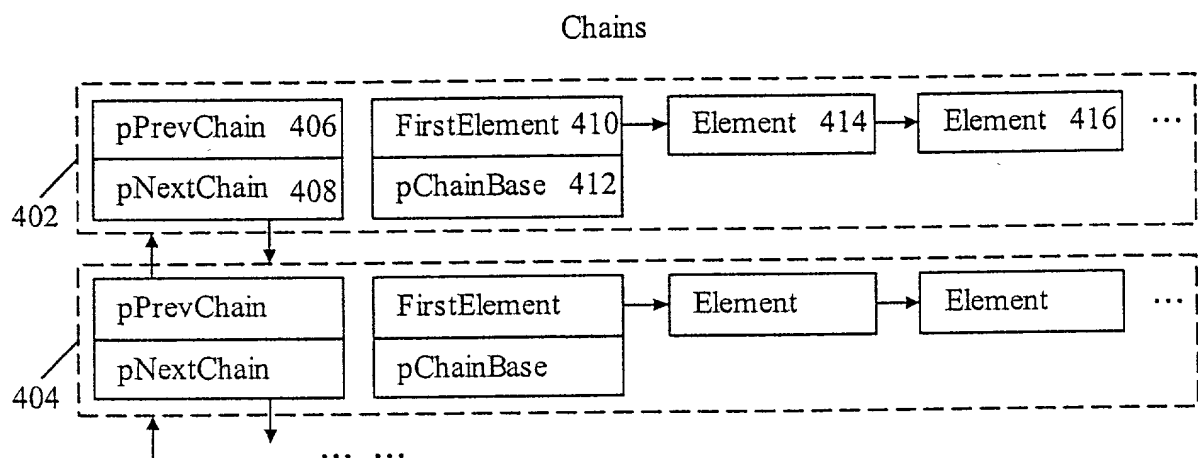 Chains
pPrevChain 406
FirstElement 410
Element 414
Element 416
...
pNextChain 408
pChainBase 412
402
pPrevChain
FirstElement
Element
Element
...
pNextChain
pChainBase
404
... ...